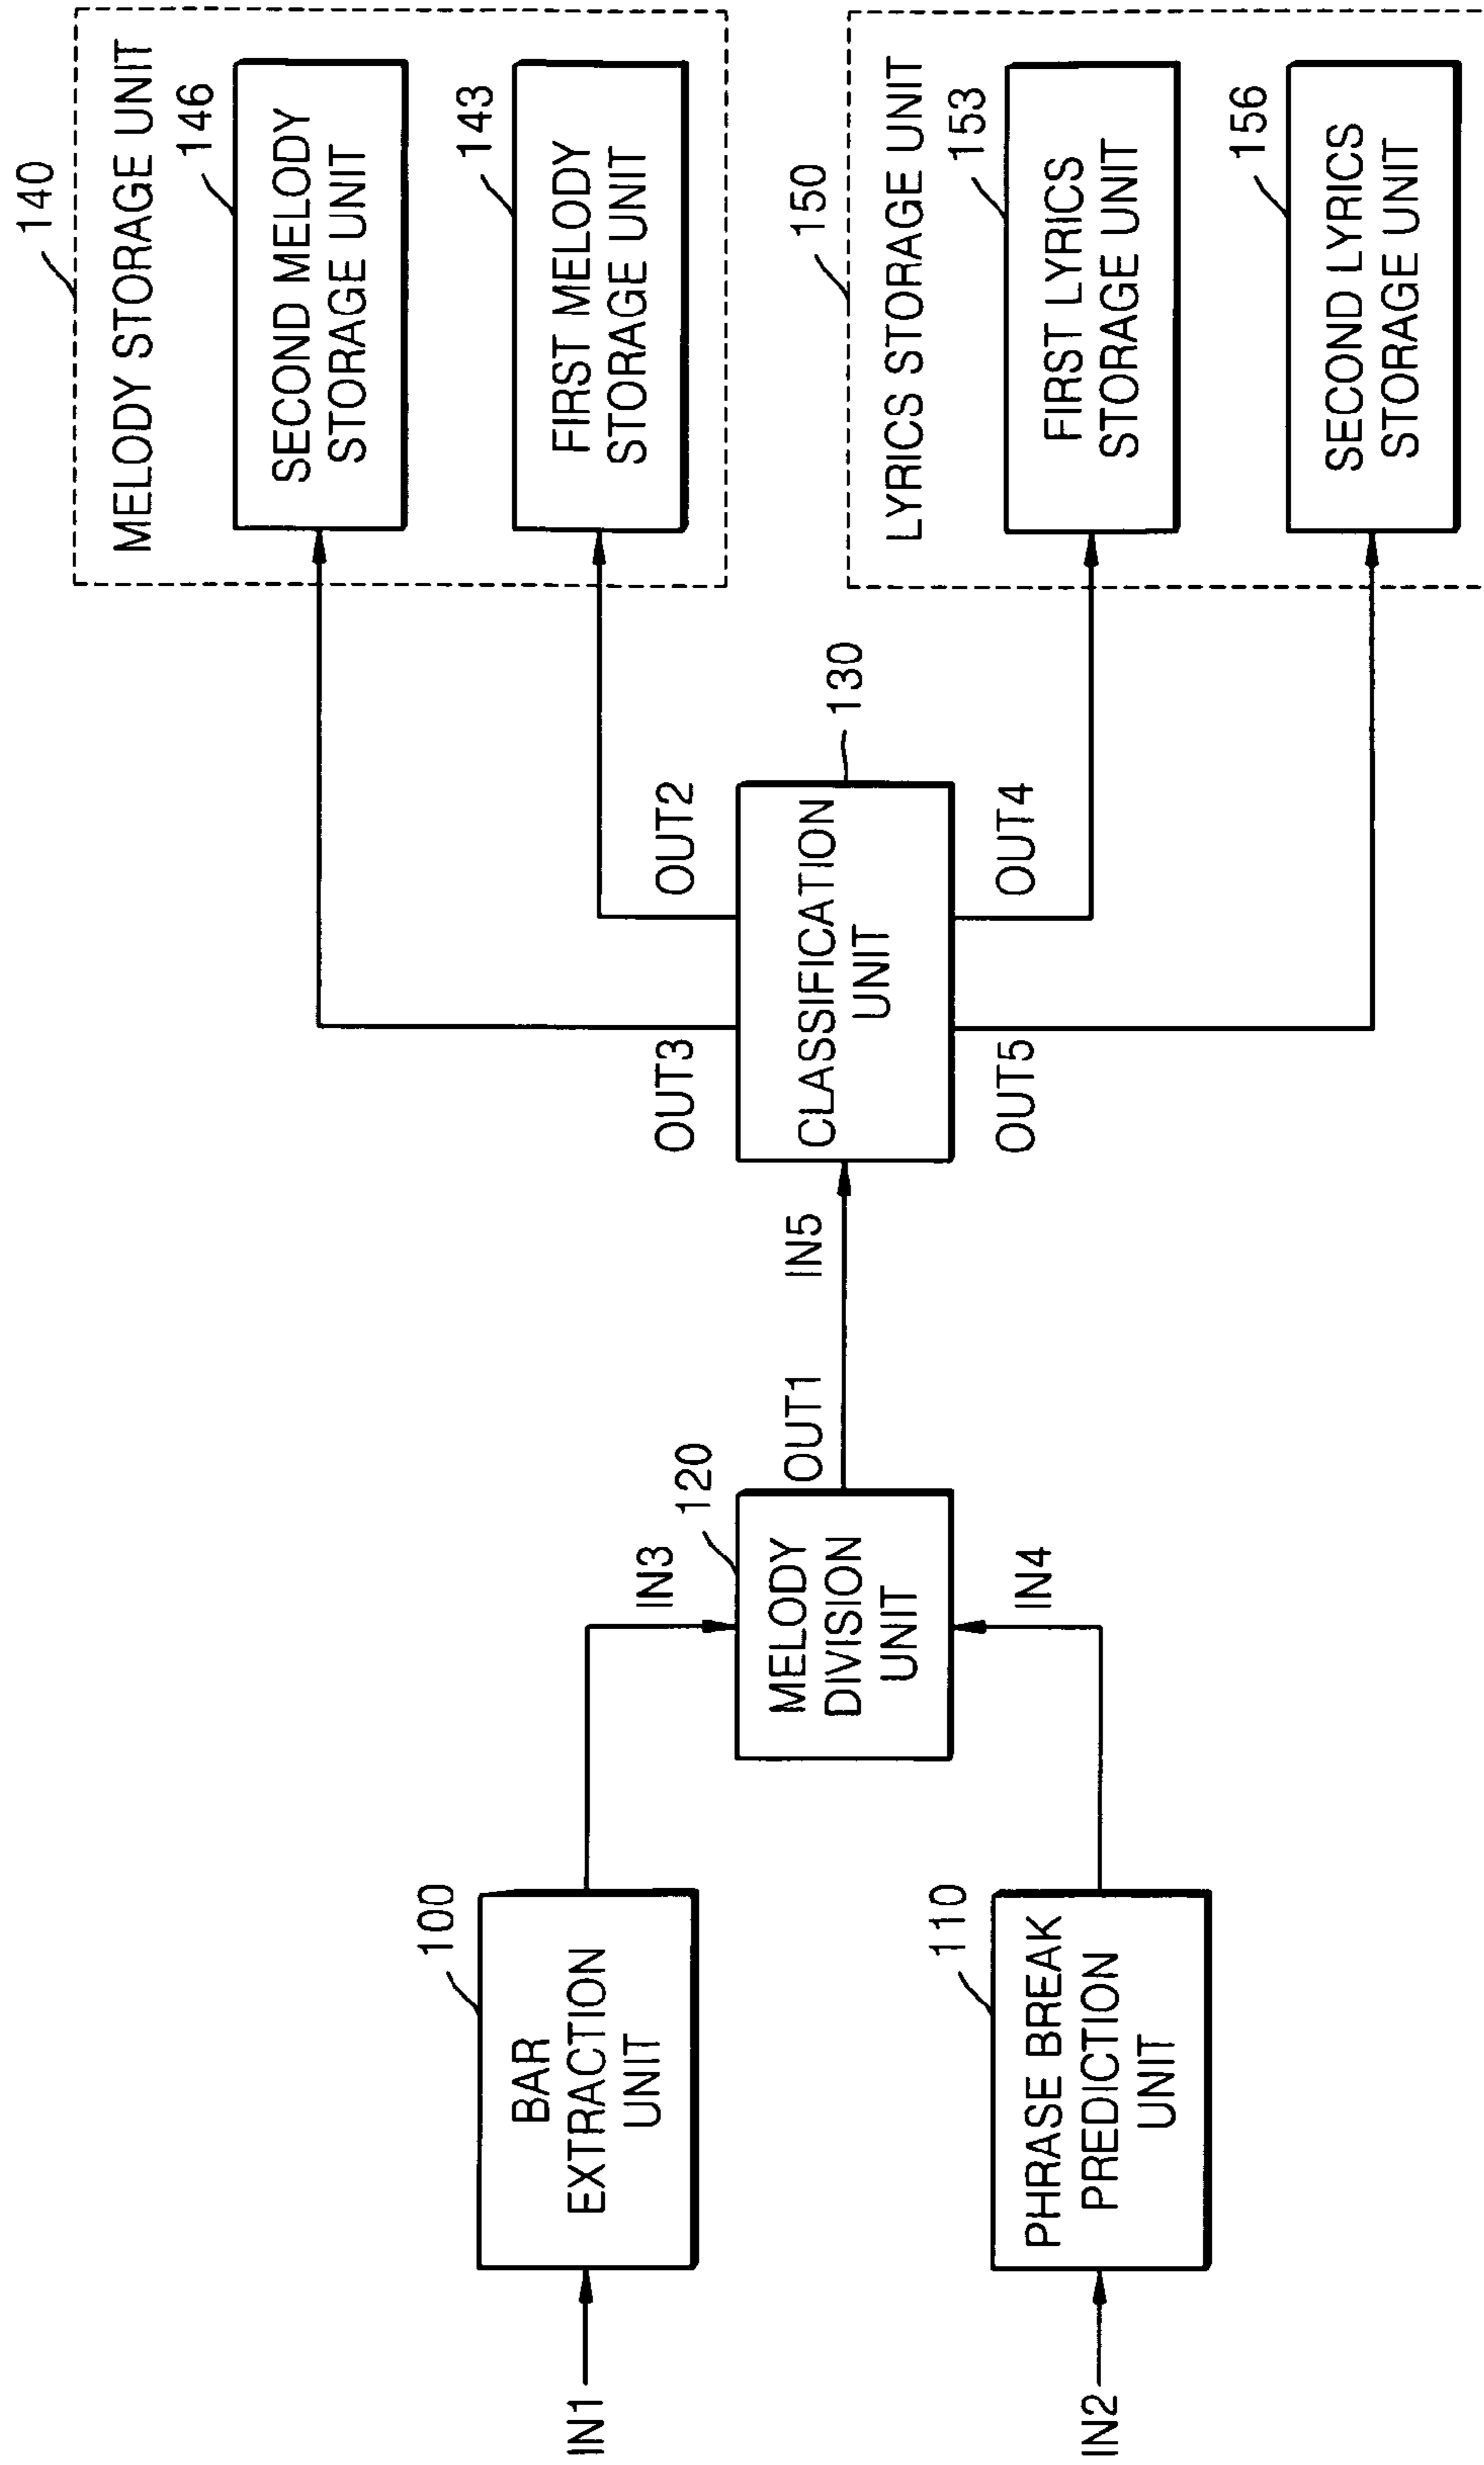 IN1
100
BAR
EXTRACTION
UNIT
IN2
110
PHRASE BREAK
PREDICTION
UNIT
IN3
120
MELODY
DIVISION
UNIT
IN4
OUT1
IN5
OUT3
OUT2
130
CLASSIFICATION
UNIT
OUT5
OUT4
140
MELODY STORAGE UNIT
146
SECOND MELODY
STORAGE UNIT
143
FIRST MELODY
STORAGE UNIT
150
LYRICS STORAGE UNIT
153
FIRST LYRICS
STORAGE UNIT
156
SECOND LYRICS
STORAGE UNIT